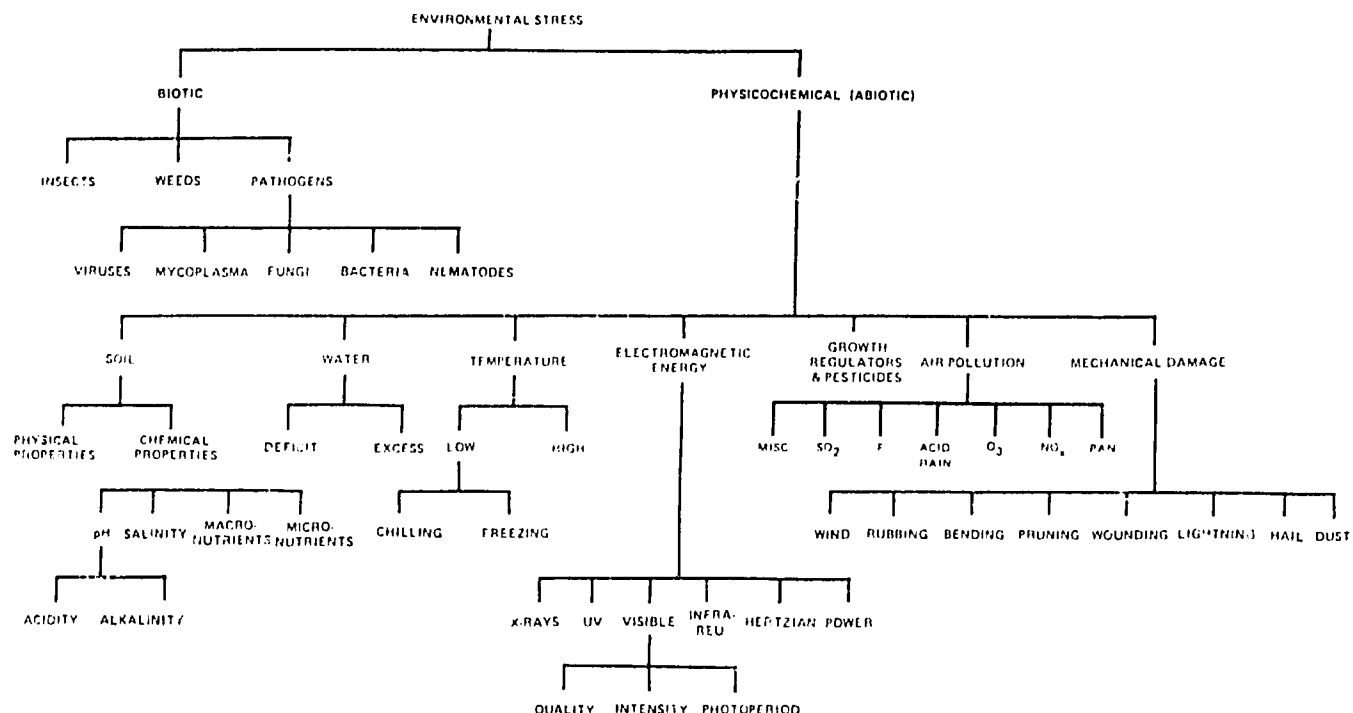 ENVIRONMENTAL STRESS
BIOTIC
PHYSICOCHEMICAL (ABIOTIC)
INSECTS WEEDS PATHOGENS
VIRUSES MYCOPLASMA FUNGI BACTERIA NEMATODES
SOIL
WATER
TEMPERATURE
ELECTROMAGNETIC
ENERGY
GROWTH
REGULATORS
& PESTICIDES
AIR POLLUTION
MECHANICAL DAMAGE
PHYSICAL
PROPERTIES
CHEMICAL
PROPERTIES
DEFICIT
EXCESS
LOW
HIGH
MISC
SO₂
F
ACID
RAIN
O₃
NOₓ
PAN
pH
SALINITY
MACRO-
NUTRIENTS
MICRO-
NUTRIENTS
CHILLING
FREEZING
WIND RUBBING BENDING PRUNING WOUNDING LIGHTNING HAIL DUST
ACIDITY ALKALINITY
X-RAYS
UV
VISIBLE
INFRA-
RED
HERTZIAN
POWER
QUALITY INTENSITY PHOTOPERIOD